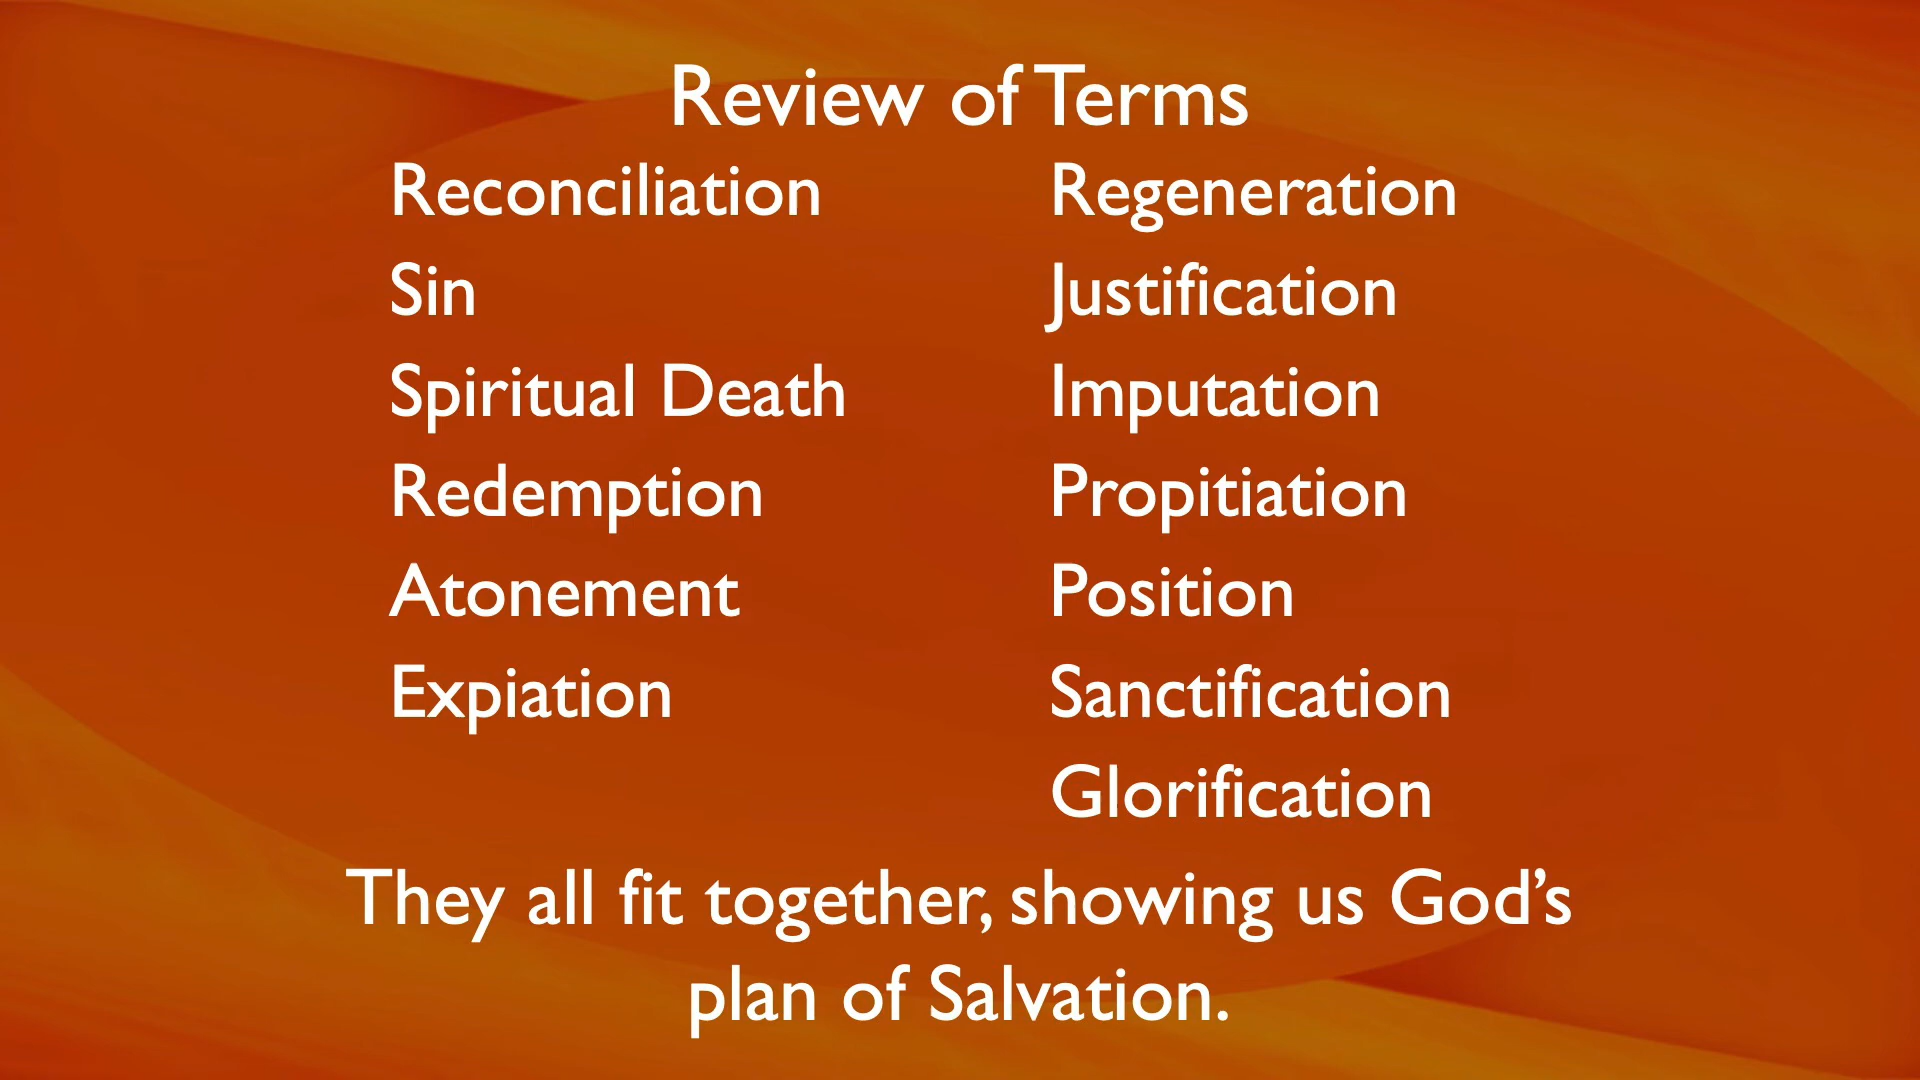 Review of Terms
Reconciliation
Sin
Spiritual Death
Redemption
Atonement
Expiation
Regeneration
Justification
Imputation
Propitiation
Position
Sanctification
Glorification
They all fit together, showing us God’s
plan of Salvation.